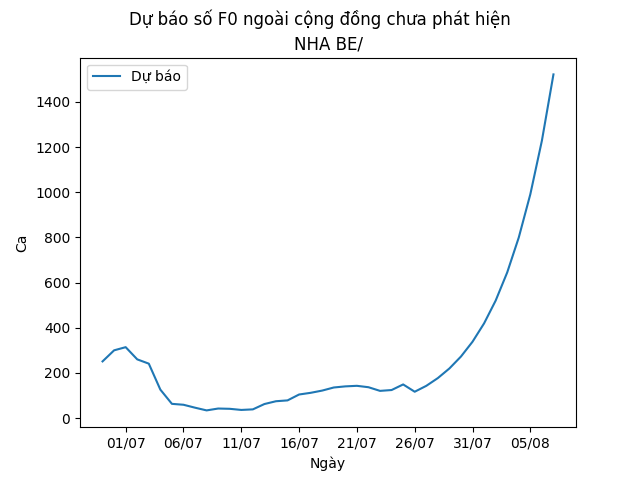 Dự báo số F0 ngoài cộng đồng chưa phát hiện
NHA BE/
Dự báo
Ca
1400
1200
1000
800
600
400
200
0
01/07 06/07 11/07 16/07 21/07 26/07 31/07 05/08
Ngày